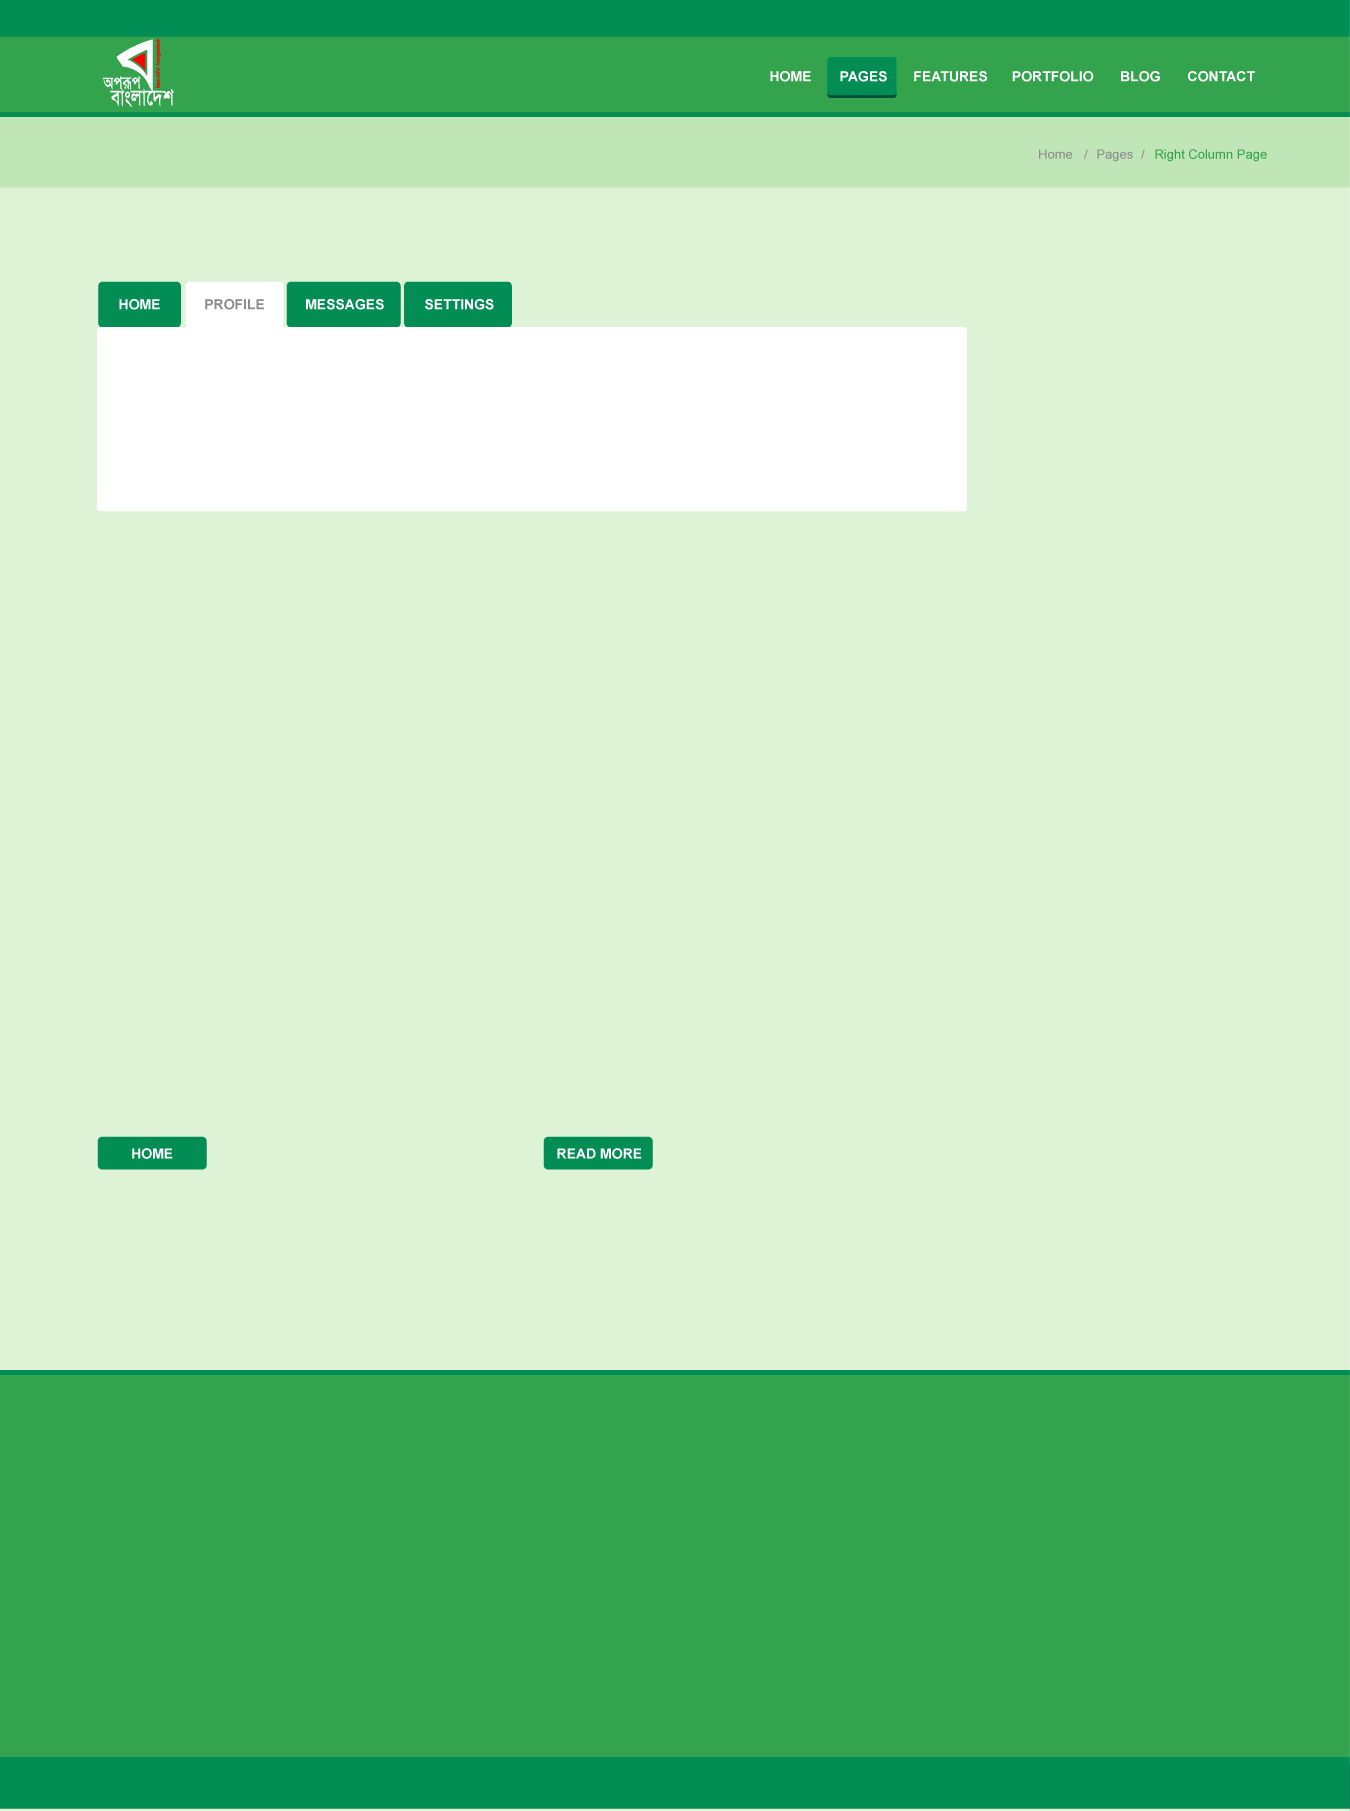 অপরূপ
বাংলাদেশ
HOME PAGES FEATURES PORTFOLIO BLOG CONTACT
Home / Pages / Right Column Page
HOME PROFILE MESSAGES SETTINGS
HOME READ MORE